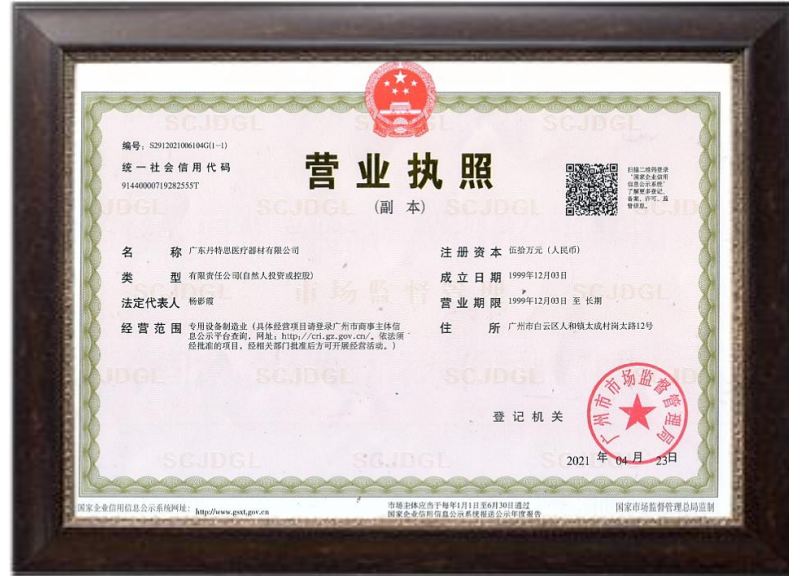 编号：S2912021006104G(1-1)
统一社会信用代码
91440000719282555T
营业执照
（副 本）
扫描二维码登录
“国家企业信用
信息公示系统”
了解更多登记、
备案、许可、监
管信息。
名 称 广东丹特思医疗器材有限公司
类 型 有限责任公司(自然人投资或控股)
法定代表人 杨影霞
经营范围 专用设备制造业（具体经营项目请登录广州市商事主体信
息公示平台查询，网址：http://cri.gz.gov.cn/。依法须
经批准的项目，经相关部门批准后方可开展经营活动。）
注册资本 伍拾万元（人民币）
成立日期 1999年12月03日
营业期限 1999年12月03日 至 长期
住 所 广州市白云区人和镇太成村岗太路12号
登记机关
广州市市场监督管理局
2021 年 04 月 23日
国家企业信用信息公示系统网址：http://www.gsxt.gov.cn
市场主体应当于每年1月1日至6月30日通过
国家企业信用信息公示系统报送公示年度报告
国家市场监督管理总局监制